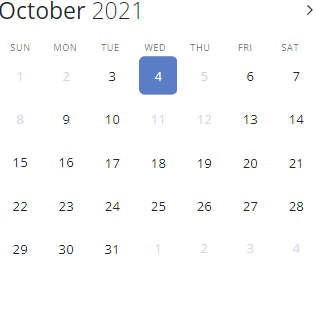 October 2021
SUN MON TUE WED THU FRI SAT
1 2 3 4 5 6 7
8 9 10 11 12 13 14
15 16 17 18 19 20 21
22 23 24 25 26 27 28
29 30 31 1 2 3 4